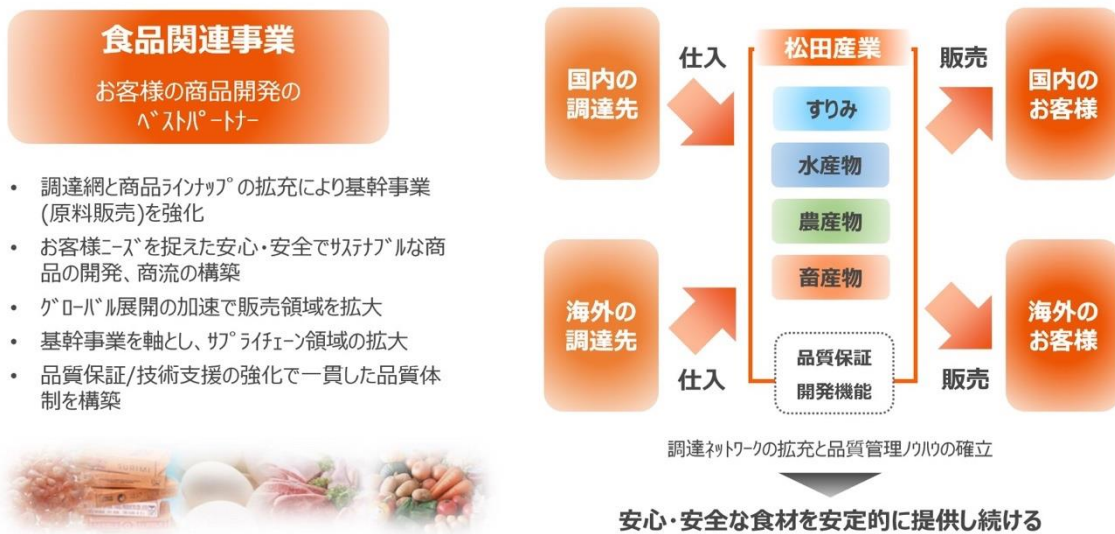 食品関連事業
お客様の商品開発の
ﾍﾞｽﾄﾊﾟｰﾄﾅｰ
• 調達網と商品ﾗｲﾝﾅｯﾌﾟの拡充により基幹事業
(原料販売)を強化
• お客様ﾆｰｽﾞを捉えた安心・安全でｻｽﾃﾅﾌﾞﾙな商
品の開発、商流の構築
• ｸﾞﾛｰﾊﾞﾙ展開の加速で販売領域を拡大
• 基幹事業を軸とし、ｻﾌﾟﾗｲﾁｪｰﾝ領域の拡大
• 品質保証/技術支援の強化で一貫した品質体
制を構築
国内の
調達先
仕入
海外の
調達先
仕入
松田産業
すりみ
水産物
農産物
畜産物
品質保証
開発機能
販売
国内の
お客様
海外の
お客様
販売
調達ﾈｯﾄﾜｰｸの拡充と品質管理ﾉｳﾊｳの確立
安心・安全な食材を安定的に提供し続ける